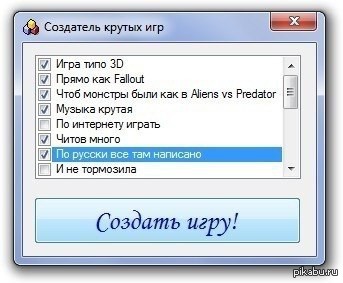 Создатель крутых игр
Игра типо 3D
Прямо как Fallout
Чтоб монстры были как в Aliens vs Predator
Музыка крутая
По интернету играть
Читов много
По русски все там написано
И не тормозила
Создать игру!
pikabu.ru